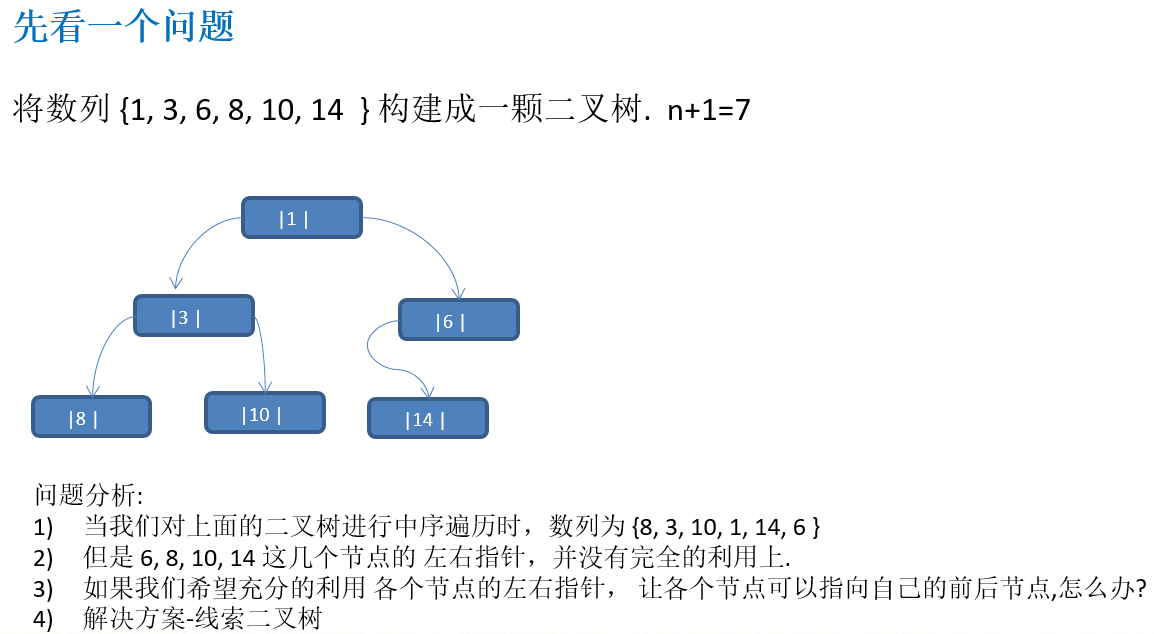 先看一个问题
将数列 {1, 3, 6, 8, 10, 14  } 构建成一颗二叉树.  n+1=7
|1 |
|3 |
|6 |
|8 |
|10 |
|14 |
问题分析:
1) 当我们对上面的二叉树进行中序遍历时，数列为 {8, 3, 10, 1, 14, 6 }
2) 但是 6, 8, 10, 14 这几个节点的 左右指针，并没有完全的利用上.
3) 如果我们希望充分的利用 各个节点的左右指针， 让各个节点可以指向自己的前后节点,怎么办?
4) 解决方案-线索二叉树